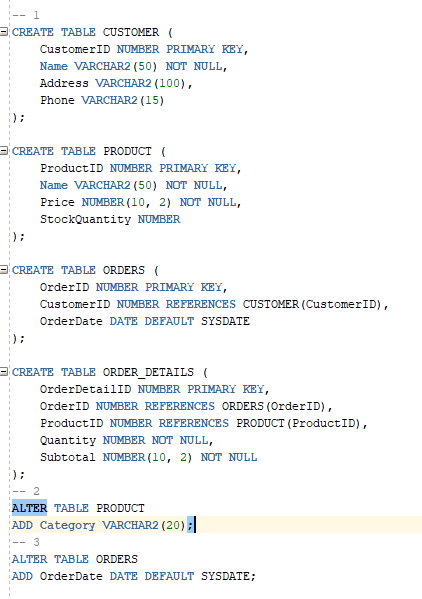 -- 1
CREATE TABLE CUSTOMER (
CustomerID NUMBER PRIMARY KEY,
Name VARCHAR2(50) NOT NULL,
Address VARCHAR2(100),
Phone VARCHAR2(15)
);
CREATE TABLE PRODUCT (
ProductID NUMBER PRIMARY KEY,
Name VARCHAR2(50) NOT NULL,
Price NUMBER(10, 2) NOT NULL,
StockQuantity NUMBER
);
CREATE TABLE ORDERS (
OrderID NUMBER PRIMARY KEY,
CustomerID NUMBER REFERENCES CUSTOMER(CustomerID),
OrderDate DATE DEFAULT SYSDATE
);
CREATE TABLE ORDER_DETAILS (
OrderDetailID NUMBER PRIMARY KEY,
OrderID NUMBER REFERENCES ORDERS(OrderID),
ProductID NUMBER REFERENCES PRODUCT(ProductID),
Quantity NUMBER NOT NULL,
Subtotal NUMBER(10, 2) NOT NULL
);
-- 2
ALTER TABLE PRODUCT
ADD Category VARCHAR2(20);
-- 3
ALTER TABLE ORDERS
ADD OrderDate DATE DEFAULT SYSDATE;